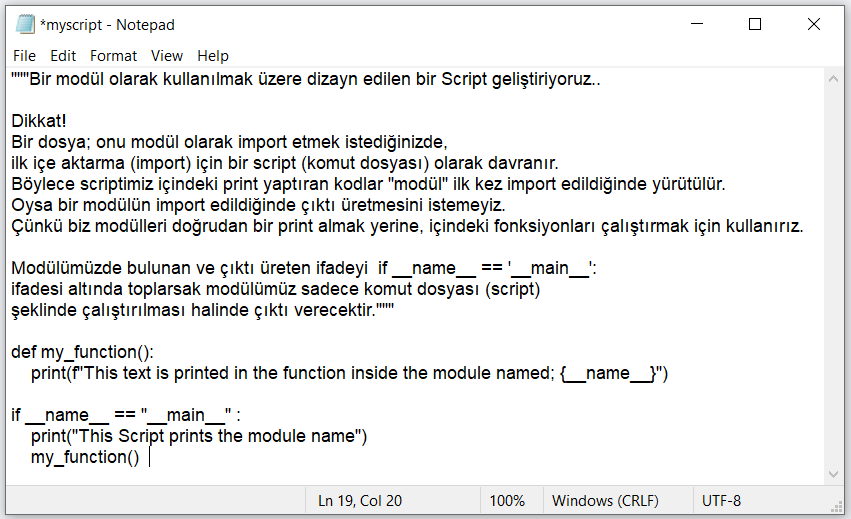 *myscript - Notepad
File Edit Format View Help
"""Bir modül olarak kullanılmak üzere dizayn edilen bir Script geliştiriyoruz..
Dikkat!
Bir dosya; onu modül olarak import etmek istediğinizde,
ilk içe aktarma (import) için bir script (komut dosyası) olarak davranır.
Böylece scriptimiz içindeki print yaptıran kodlar "modül" ilk kez import edildiğinde yürütülür.
Oysa bir modülün import edildiğinde çıktı üretmesini istemeyiz.
Çünkü biz modülleri doğrudan bir print almak yerine, içindeki fonksiyonları çalıştırmak için kullanırız.
Modülümüzde bulunan ve çıktı üreten ifadeyi  if __name__ == '__main__':
ifadesi altında toplarsak modülümüz sadece komut dosyası (script)
şeklinde çalıştırılması halinde çıktı verecektir."""
def my_function():
    print(f"This text is printed in the function inside the module named; {__name__}")
if __name__ == "__main__" :
    print("This Script prints the module name")
    my_function()
Ln 19, Col 20 100% Windows (CRLF) UTF-8